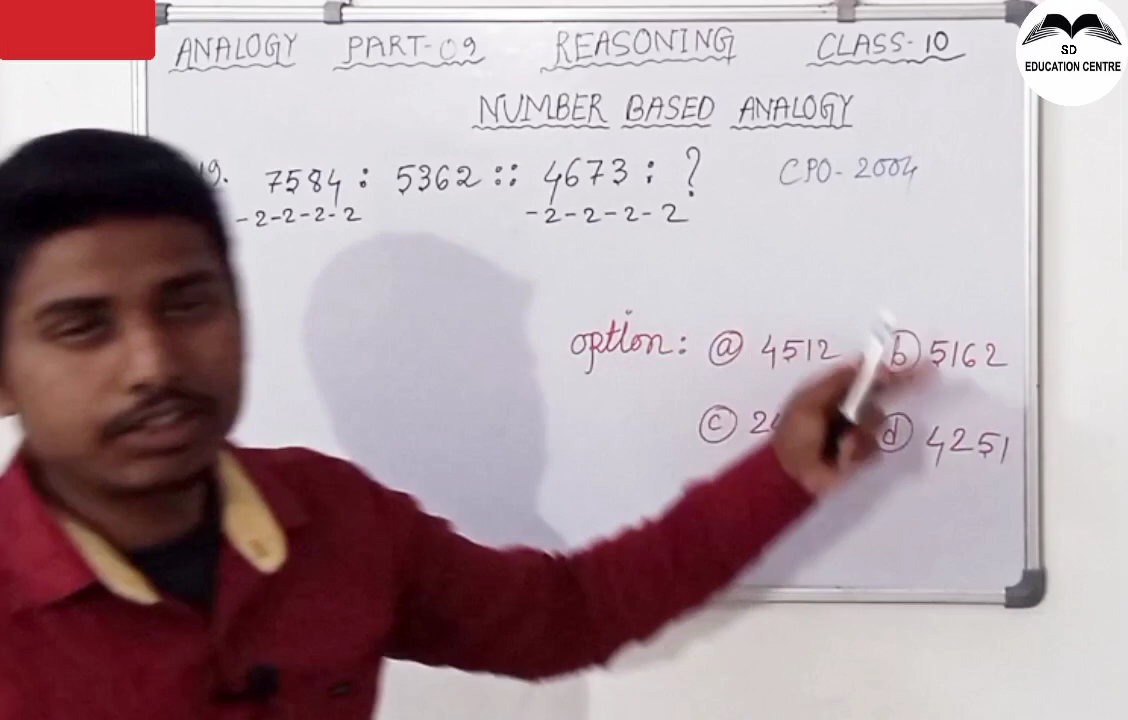 ANALOGY PART-09 REASONING CLASS-10
SD
EDUCATION CENTRE
NUMBER BASED ANALOGY
19. 7584 : 5362 :: 4673 : ? CPO-2004
-2-2-2-2 -2-2-2-2
option: (a) 4512 (b) 5162
(c) (d) 4251